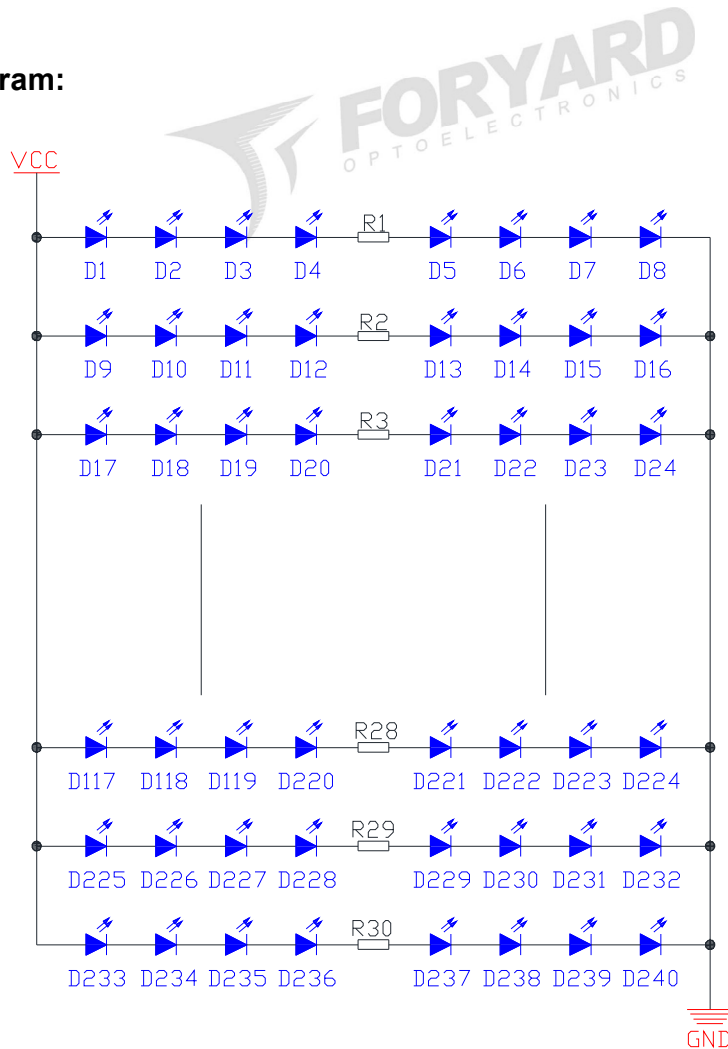 FORYARD
OPTOELECTRONICS
ram:
VCC
R1
D1 D2 D3 D4 D5 D6 D7 D8
R2
D9 D10 D11 D12 D13 D14 D15 D16
R3
D17 D18 D19 D20 D21 D22 D23 D24
R28
D117 D118 D119 D220 D221 D222 D223 D224
R29
D225 D226 D227 D228 D229 D230 D231 D232
R30
D233 D234 D235 D236 D237 D238 D239 D240
GND